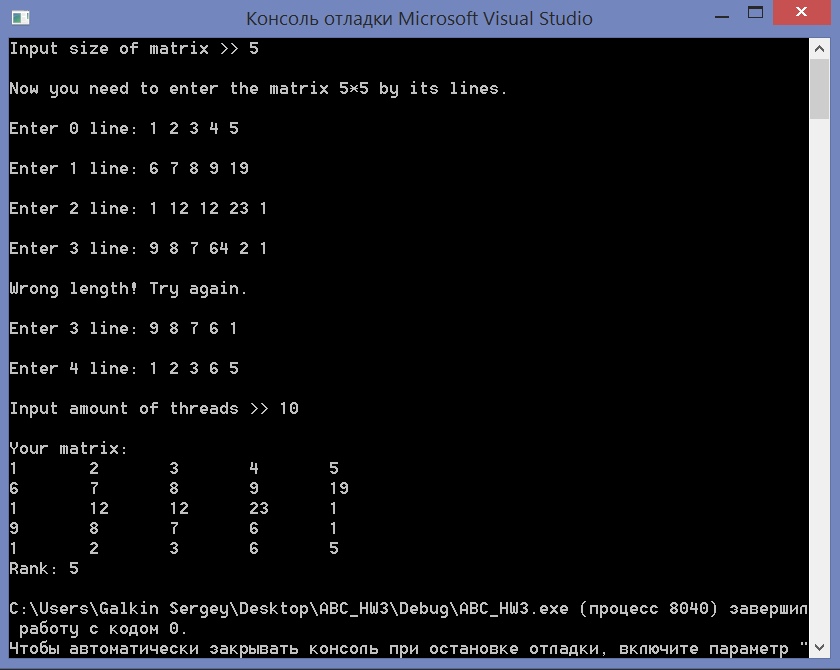 Консоль отладки Microsoft Visual Studio
Input size of matrix >> 5
Now you need to enter the matrix 5*5 by its lines.
Enter 0 line: 1 2 3 4 5
Enter 1 line: 6 7 8 9 19
Enter 2 line: 1 12 12 23 1
Enter 3 line: 9 8 7 64 2 1
Wrong length! Try again.
Enter 3 line: 9 8 7 6 1
Enter 4 line: 1 2 3 6 5
Input amount of threads >> 10
Your matrix:
1 2 3 4 5
6 7 8 9 19
1 12 12 23 1
9 8 7 6 1
1 2 3 6 5
Rank: 5
C:\Users\Galkin Sergey\Desktop\ABC_HW3\Debug\ABC_HW3.exe (процесс 8040) завершил
работу с кодом 0.
Чтобы автоматически закрывать консоль при остановке отладки, включите параметр "